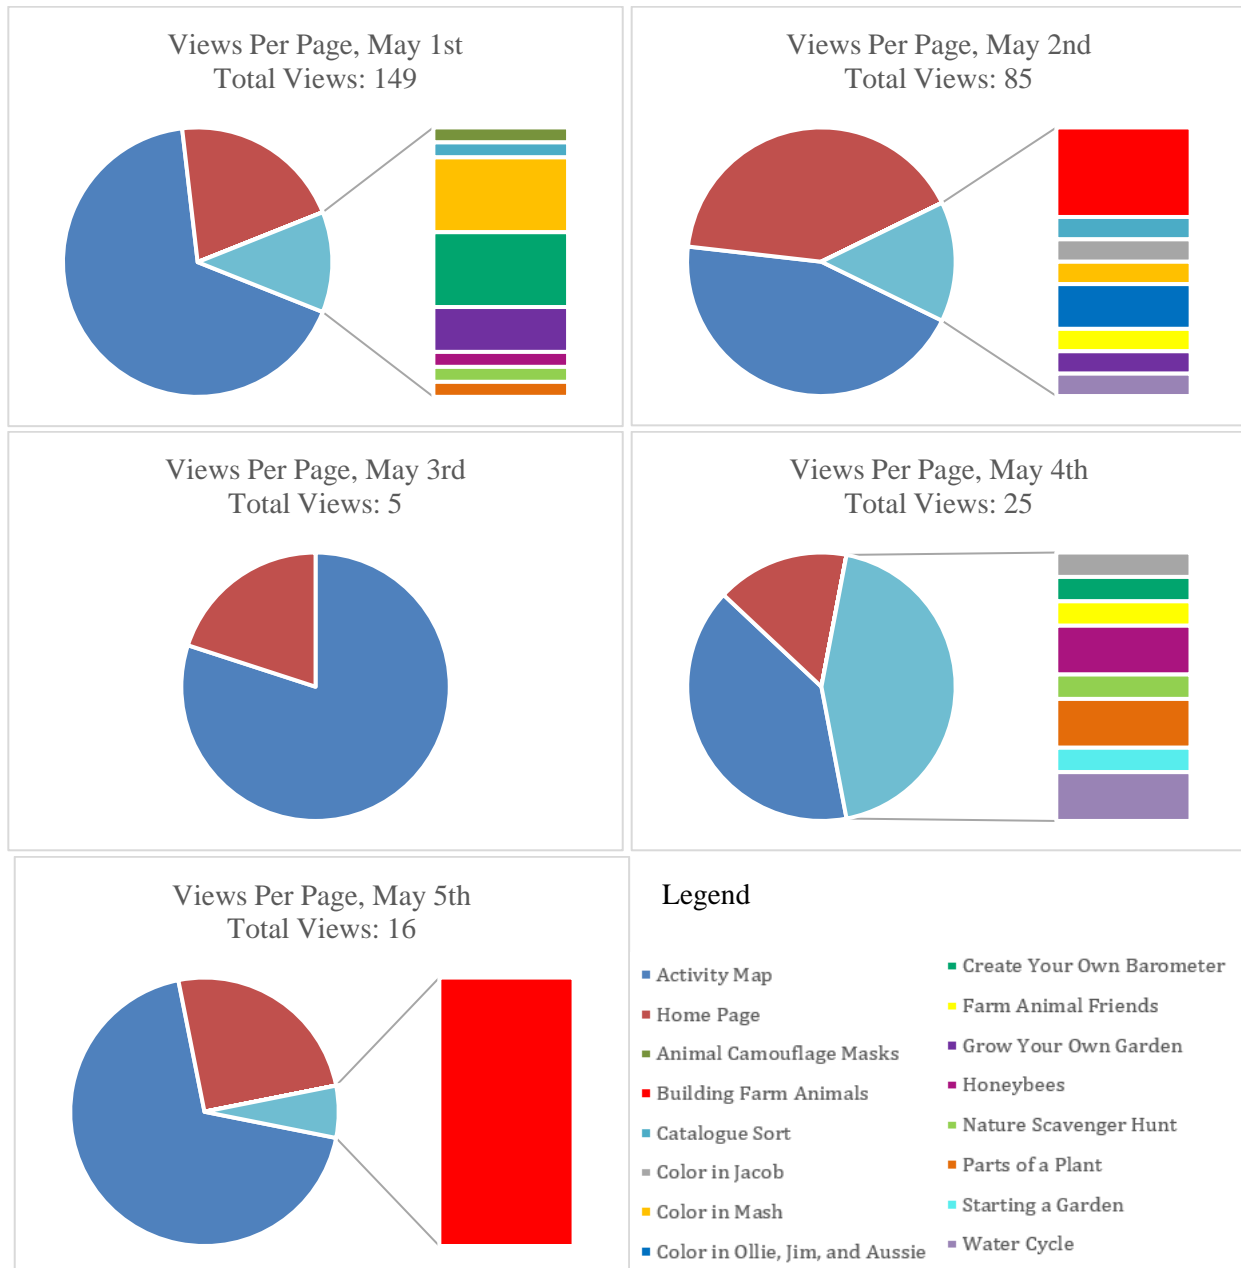 Views Per Page, May 1st
Total Views: 149
Views Per Page, May 2nd
Total Views: 85
Views Per Page, May 3rd
Total Views: 5
Views Per Page, May 4th
Total Views: 25
Views Per Page, May 5th
Total Views: 16
Legend
Activity Map
Home Page
Animal Camouflage Masks
Building Farm Animals
Catalogue Sort
Color in Jacob
Color in Mash
Color in Ollie, Jim, and Aussie
Create Your Own Barometer
Farm Animal Friends
Grow Your Own Garden
Honeybees
Nature Scavenger Hunt
Parts of a Plant
Starting a Garden
Water Cycle